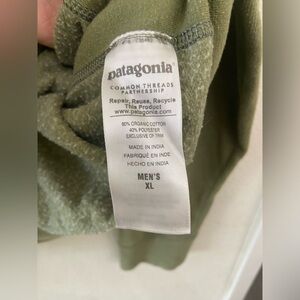 patagonia®
COMMON THREADS
PARTNERSHIP
Repair, Reuse, Recycle
This Product
www.patagonia.com
60% ORGANIC COTTON
40% POLYESTER
EXCLUSIVE OF TRIM
MADE IN INDIA
FABRIQUÉ EN INDE
HECHO EN INDIA
MEN'S
XL